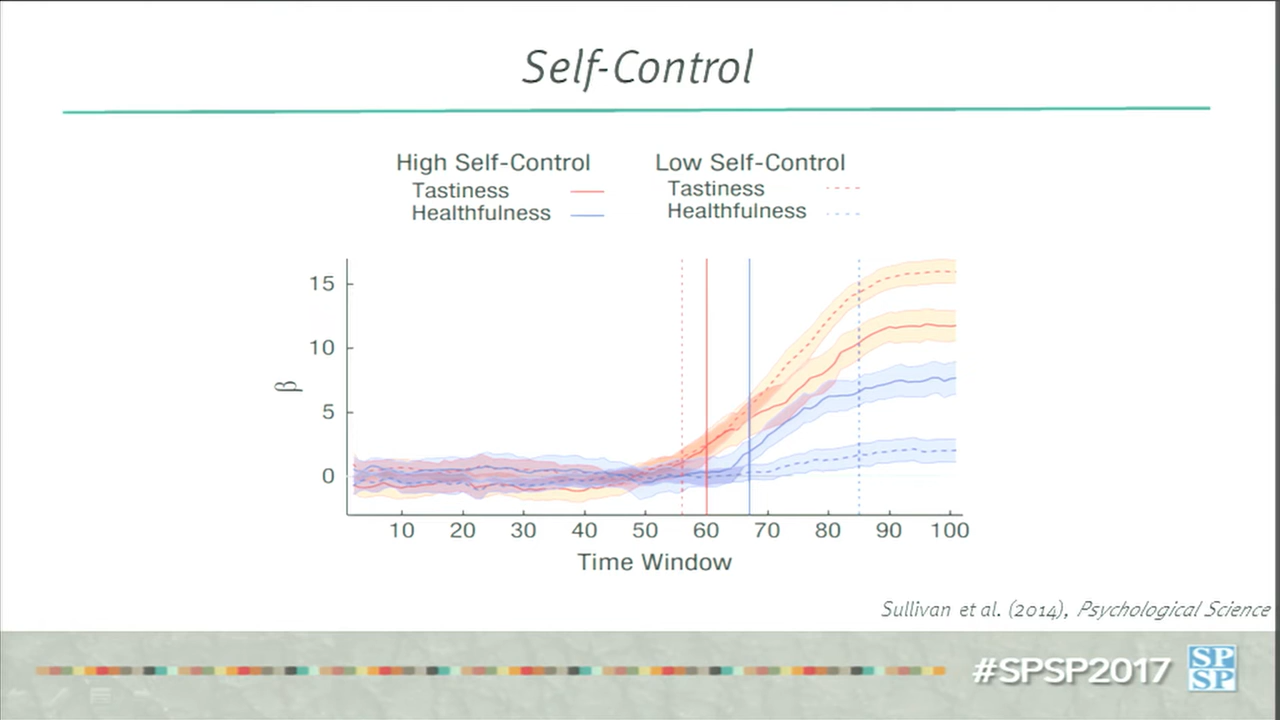 Self-Control
High Self-Control
Tastiness
Healthfulness
Low Self-Control
Tastiness
Healthfulness
15
10
5
0
β
10 20 30 40 50 60 70 80 90 100
Time Window
Sullivan et al. (2014), Psychological Science
#SPSP2017
SP
SP